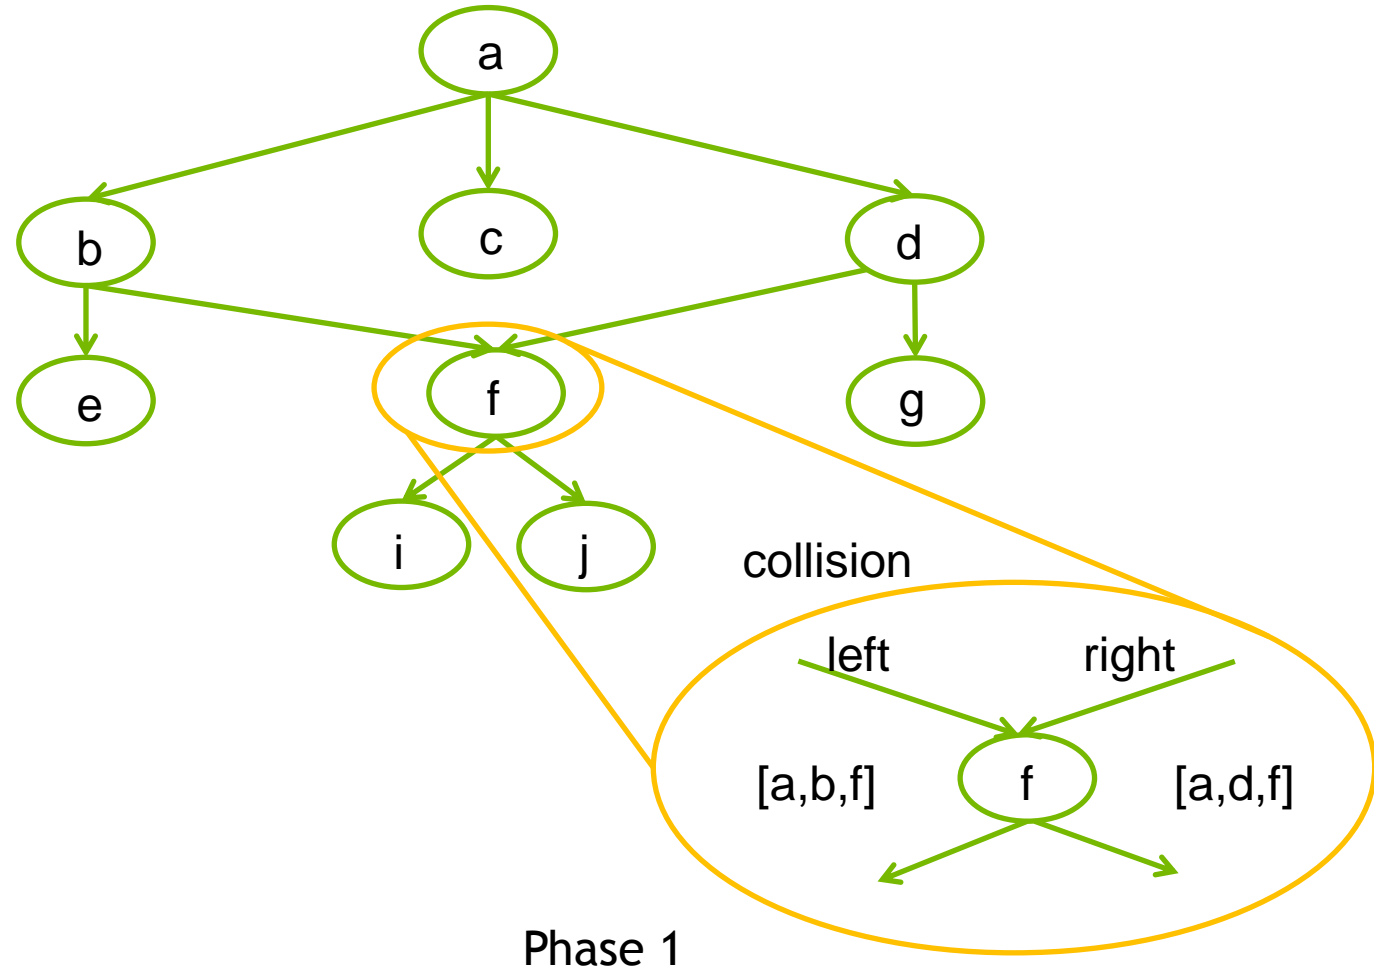 a
b
c
d
e
f
g
i
j
collision
left right
[a,b,f] f [a,d,f]
Phase 1